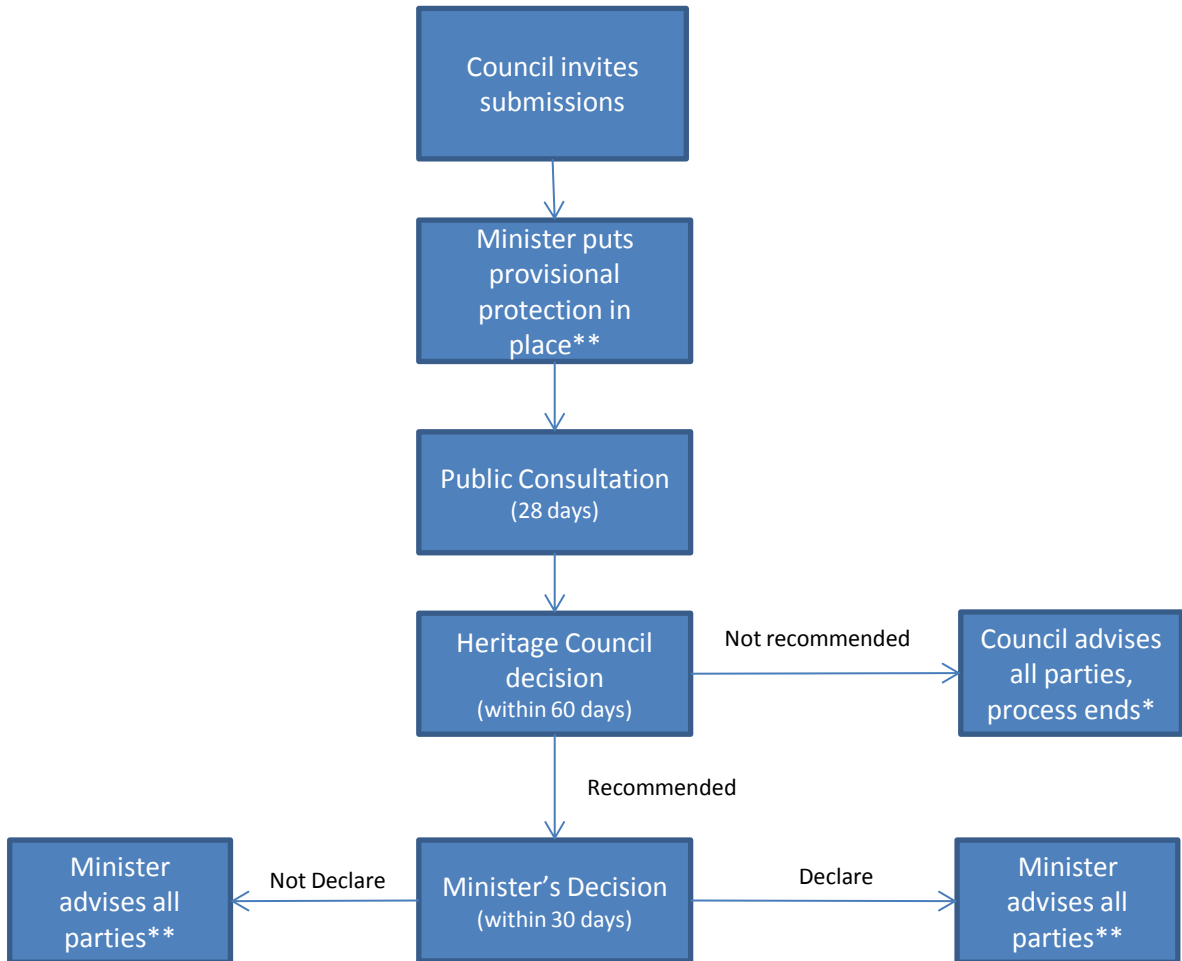 Council invites
submissions
Minister puts
provisional
protection in
place**
Public Consultation
(28 days)
Heritage Council
decision
(within 60 days)
Not recommended
Council advises
all parties,
process ends*
Recommended
Minister
advises all
parties**
Not Declare
Minister’s Decision
(within 30 days)
Declare
Minister
advises all
parties**